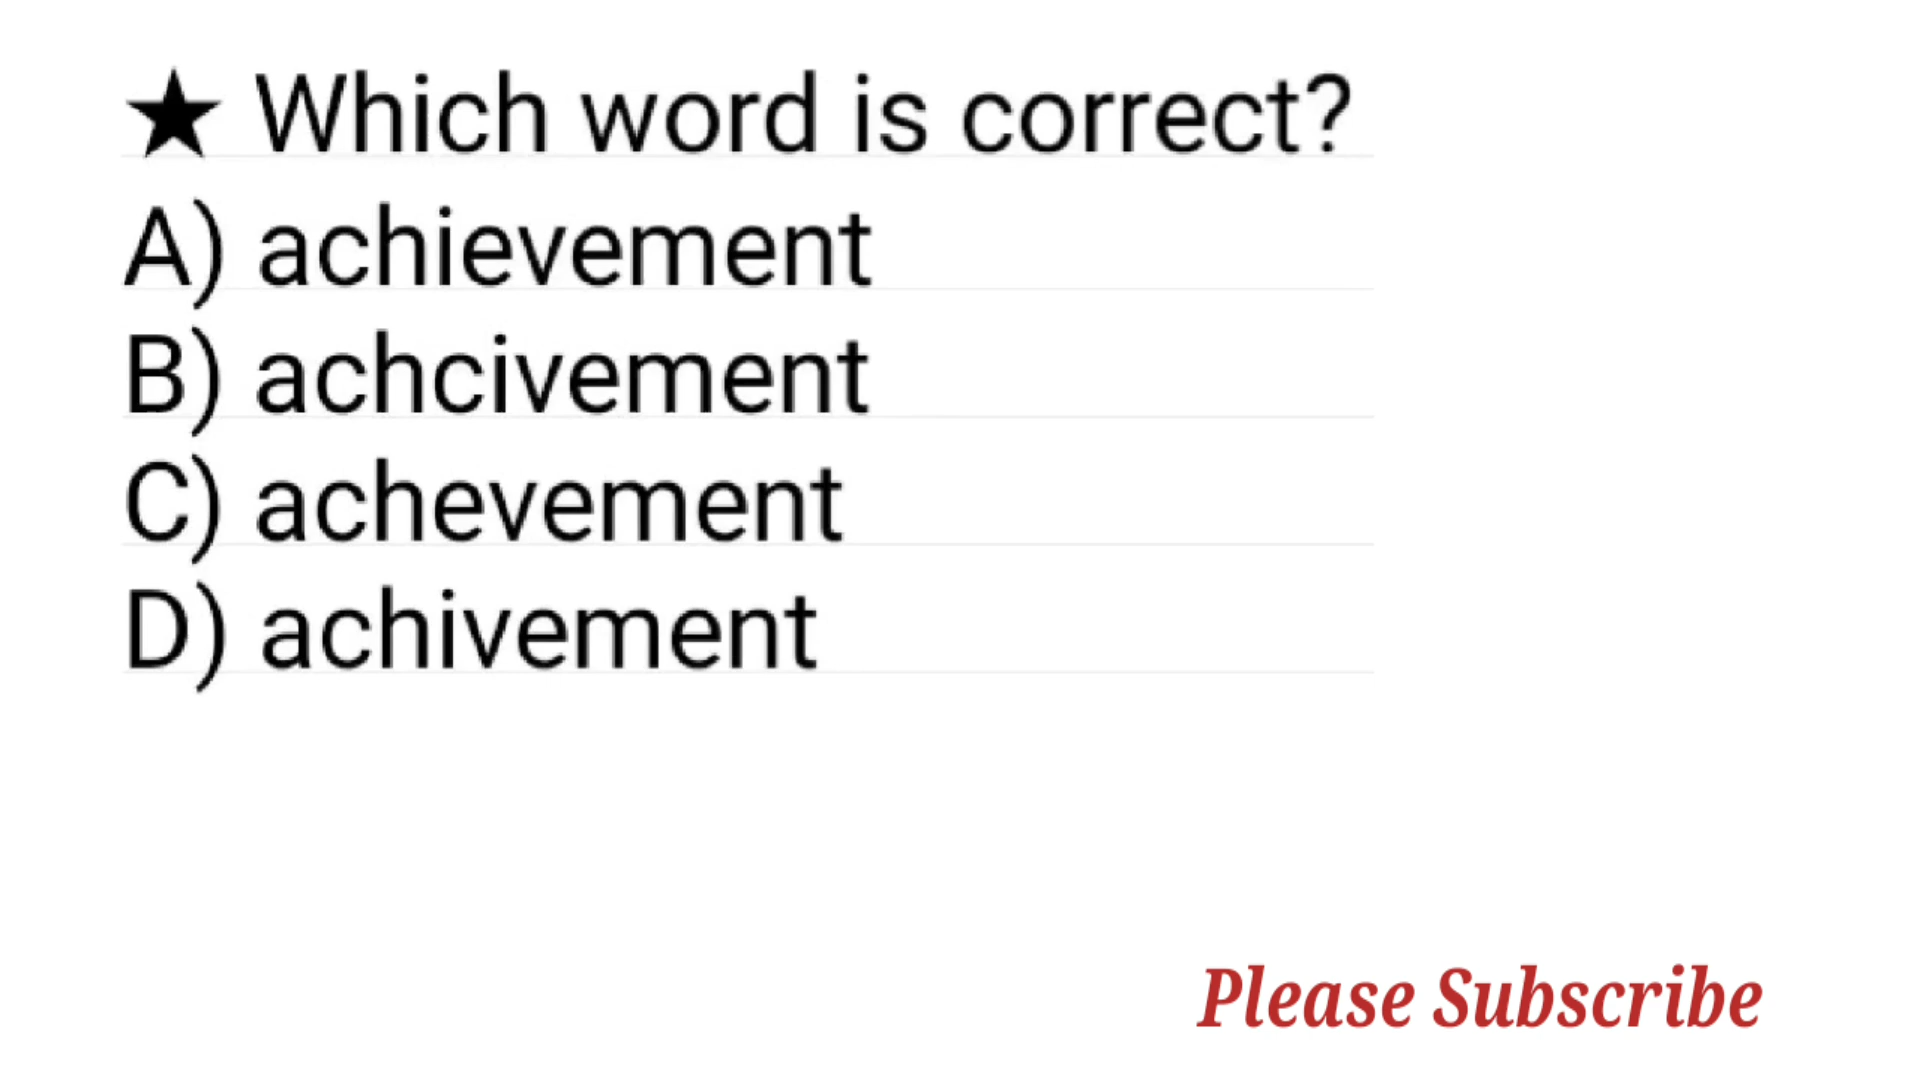 ★ Which word is correct?
A) achievement
B) achcivement
C) achevement
D) achivement
Please Subscribe